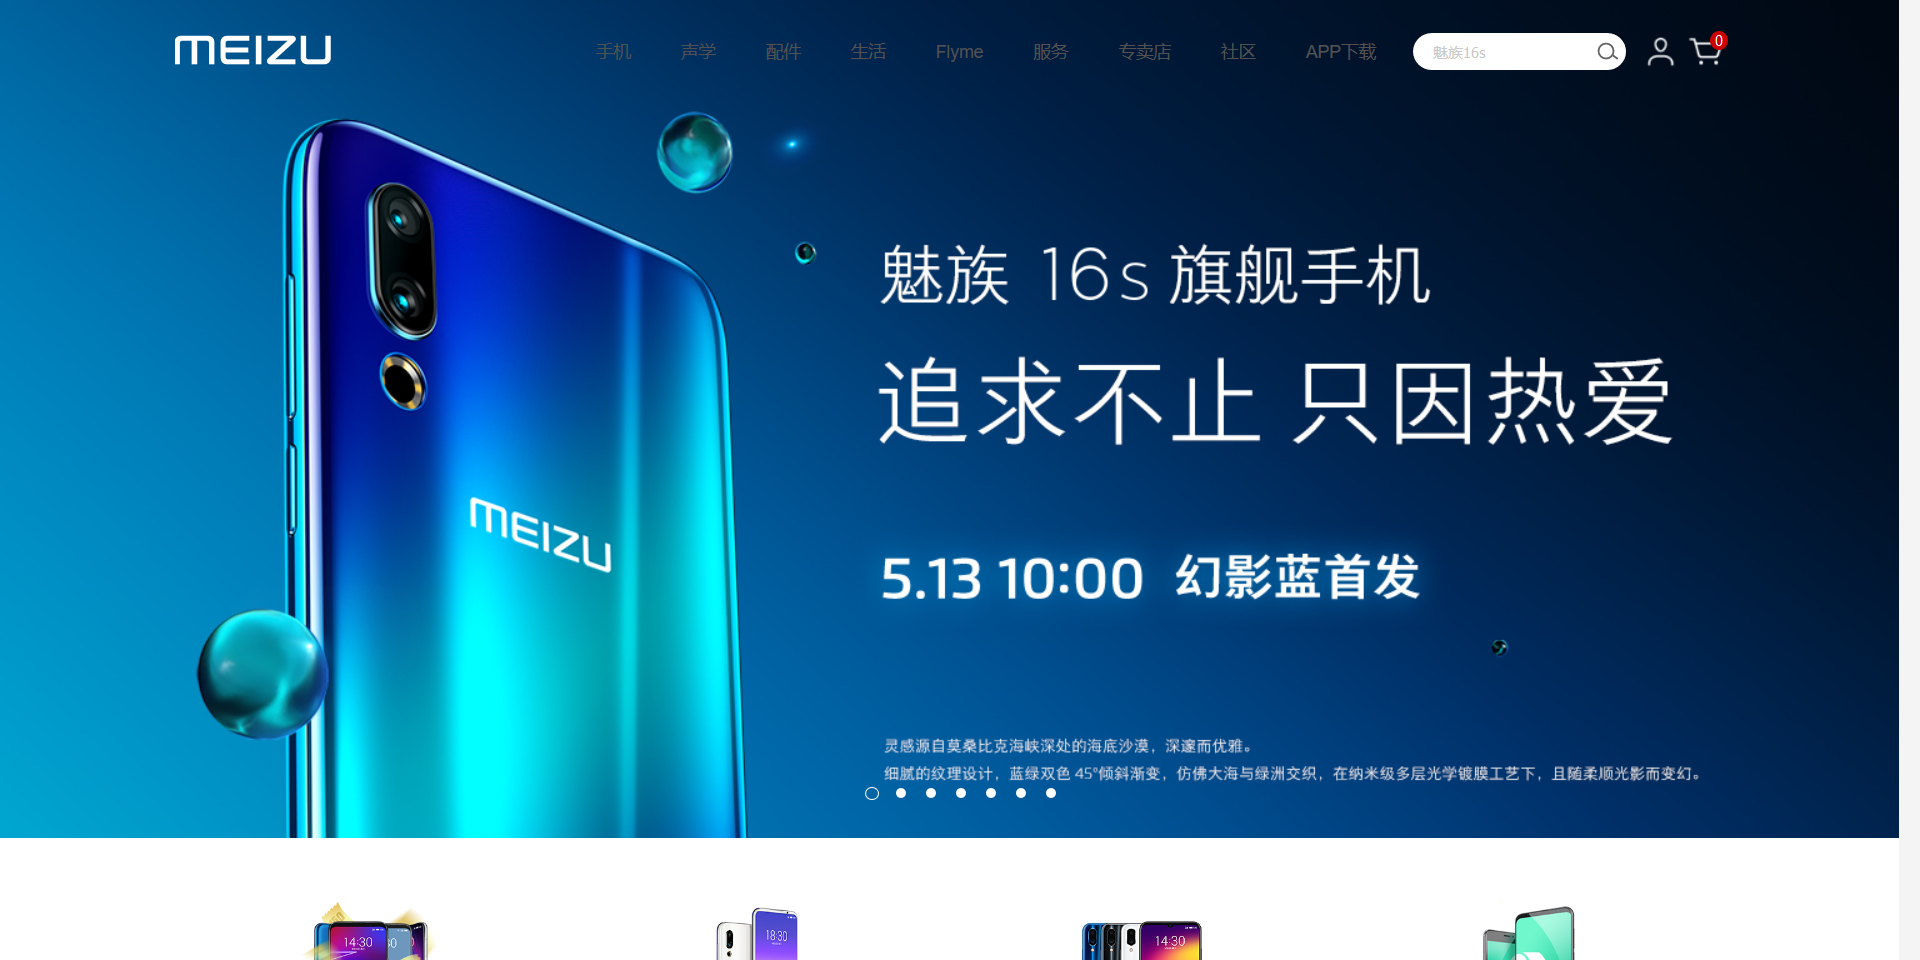 MEIZU
手机 声学 配件 生活 Flyme 服务 专卖店 社区 APP下载 魅族16s 0
魅族 16s 旗舰手机
追求不止 只因热爱
MEIZU
5.13 10:00 幻影蓝首发
灵感源自莫桑比克海峡深处的海底沙漠，深邃而优雅。
细腻的纹理设计，蓝绿双色 45°倾斜渐变，仿佛大海与绿洲交织，在纳米级多层光学镀膜工艺下，且随柔顺光影而变幻。
14:30 18:30 14:30